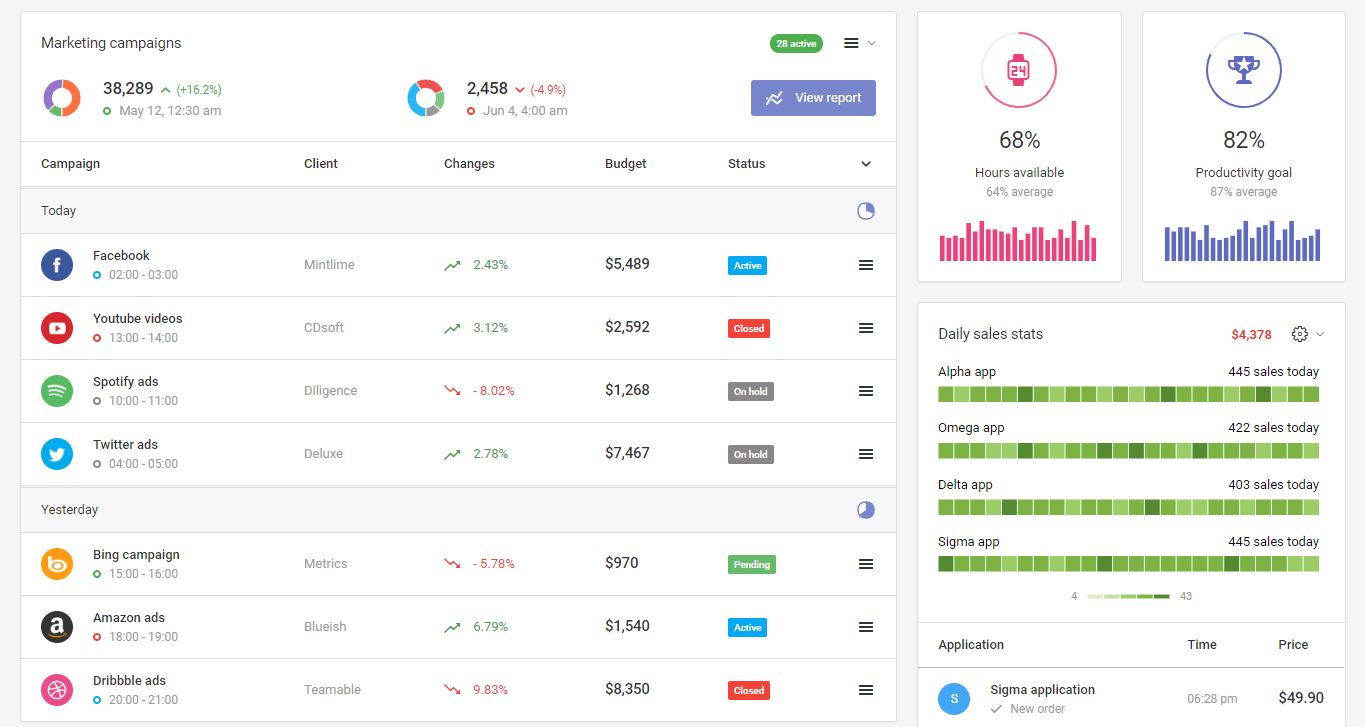 Marketing campaigns
28 active
38,289 (+16.2%)
May 12, 12:30 am
2,458 (-4.9%)
Jun 4, 4:00 am
View report
Campaign Client Changes Budget Status
Today
Facebook
02:00 - 03:00
Mintlime 2.43% $5,489 Active
Youtube videos
13:00 - 14:00
CDsoft 3.12% $2,592 Closed
Spotify ads
10:00 - 11:00
Diligence - 8.02% $1,268 On hold
Twitter ads
04:00 - 05:00
Deluxe 2.78% $7,467 On hold
Yesterday
Bing campaign
15:00 - 16:00
Metrics - 5.78% $970 Pending
Amazon ads
18:00 - 19:00
Blueish 6.79% $1,540 Active
Dribbble ads
20:00 - 21:00
Teamable 9.83% $8,350 Closed
24
68%
Hours available
64% average
82%
Productivity goal
87% average
Daily sales stats $4,378
Alpha app 445 sales today
Omega app 422 sales today
Delta app 403 sales today
Sigma app 445 sales today
4 43
Application Time Price
S
Sigma application
New order
06:28 pm $49.90